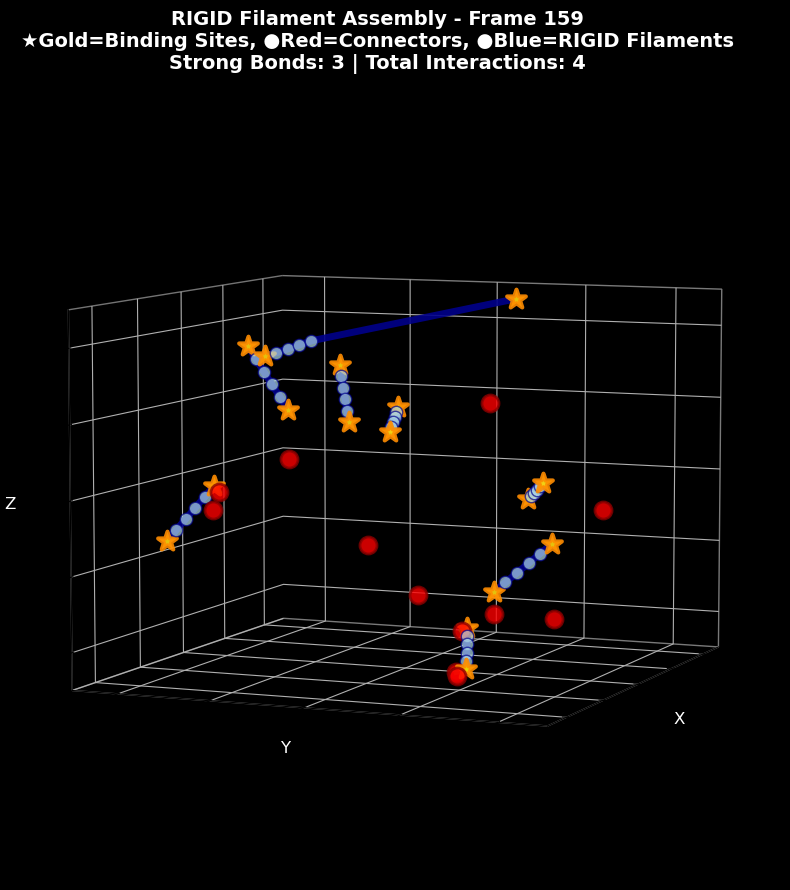 RIGID Filament Assembly - Frame 159
★Gold=Binding Sites, ●Red=Connectors, ●Blue=RIGID Filaments
Strong Bonds: 3 | Total Interactions: 4
Z
X
Y